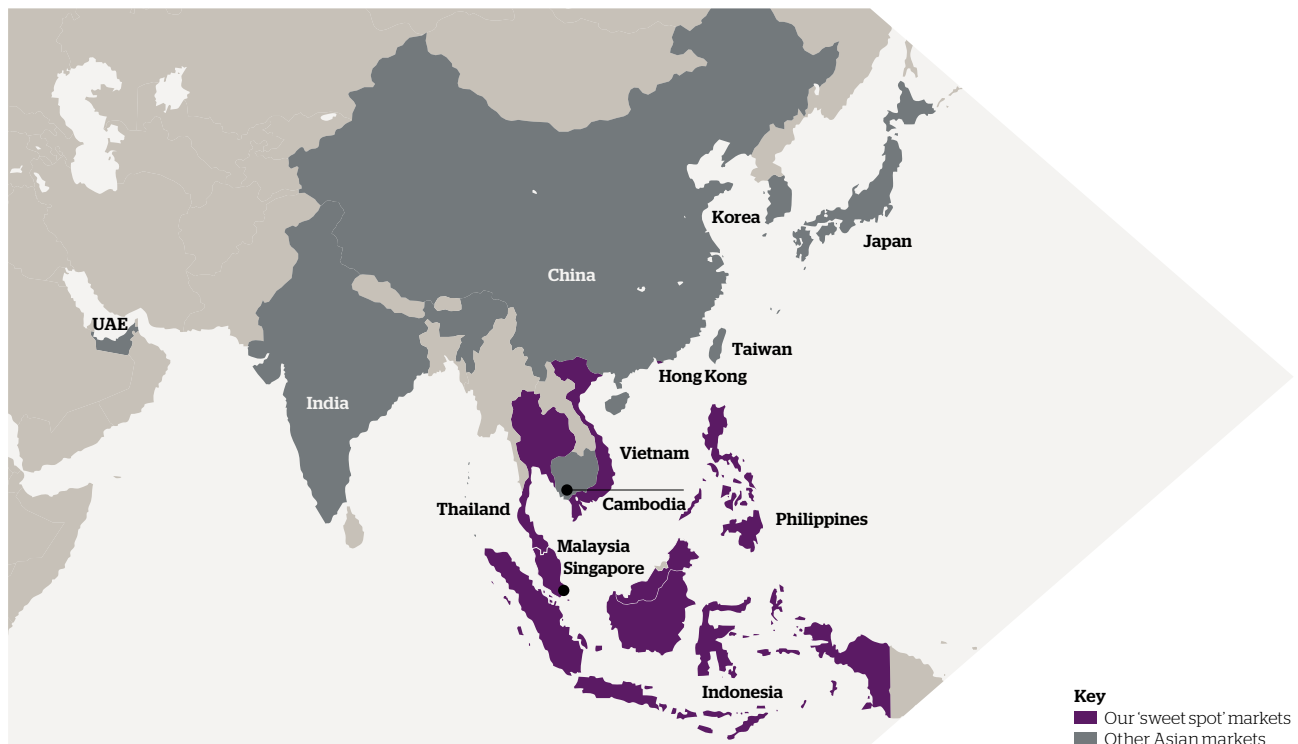 Korea
Japan
China
UAE
Taiwan
Hong Kong
India
Vietnam
Cambodia
Thailand
Philippines
Malaysia
Singapore
Indonesia
Key
Our ‘sweet spot’ markets
Other Asian markets